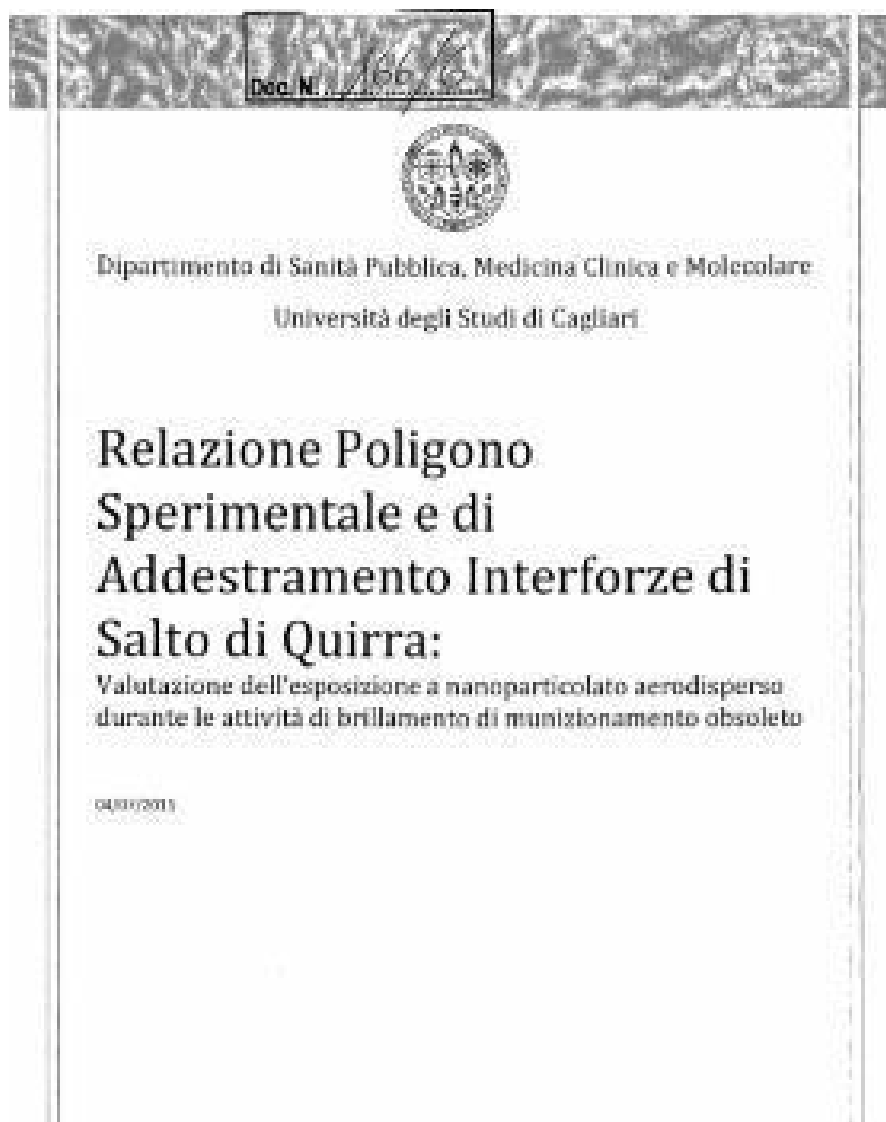 Doc. N.
Dipartimento di Sanità Pubblica, Medicina Clinica e Molecolare
Università degli Studi di Cagliari
Relazione Poligono
Sperimentale e di
Addestramento Interforze di
Salto di Quirra:
Valutazione dell'esposizione a nanoparticolato aerodisperso
durante le attività di brillamento di munizionamento obsoleto